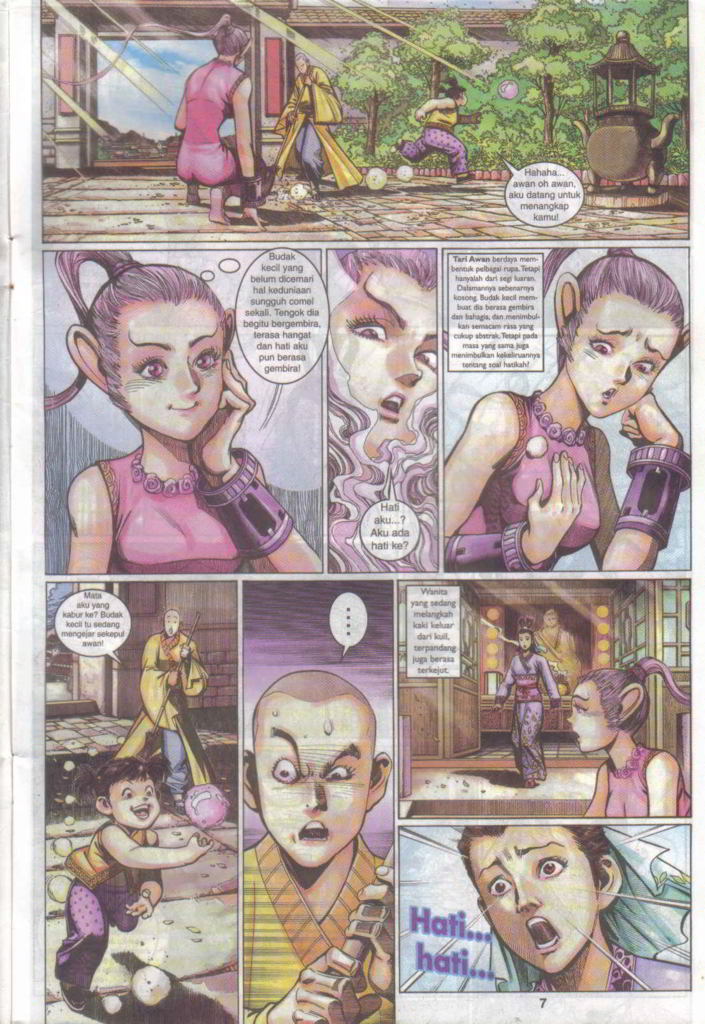 Hahaha...
awan oh awan,
aku datang untuk
menangkap
kamu!
Budak
kecil yang
belum dicemari
hal keduniaan
sungguh comel
sekali. Tengok dia
begitu bergembira,
terasa hangat
dan hati aku
pun berasa
gembira!
Hati
aku...?
Aku ada
hati ke?
Tari Awan berdaya mem-
bentuk pelbagai rupa. Tetapi
hanyalah dari segi luaran.
Dalamannya sebenarnya
kosong. Budak kecil mem-
buat dia berasa gembira
dan bahagia, dan menimbul-
kan semacam rasa yang
cukup abstrak. Tetapi pada
masa yang sama juga
menimbulkan kekeliruannya
tentang soal hatikah?
Mata
aku yang
kabur ke? Budak
kecil tu sedang
mengejar sekepul
awan!
....
Wanita
yang sedang
melangkah
kaki keluar
dari kuil,
terpandang
juga berasa
terkejut.
Hati...
hati...
7